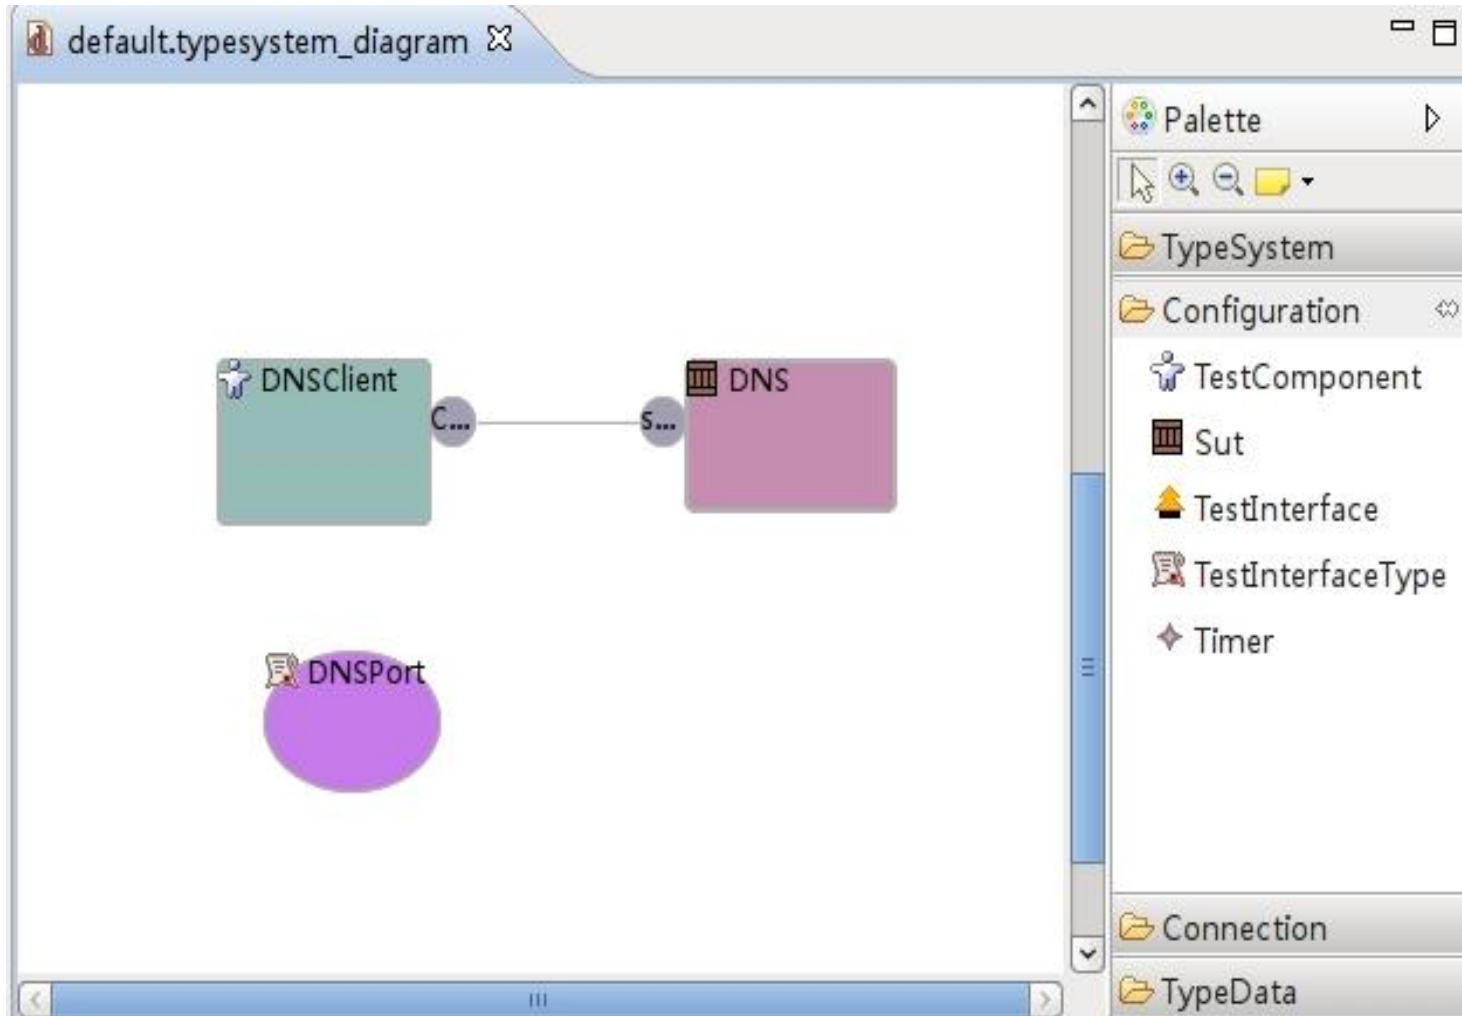 default.typesystem_diagram
Palette
TypeSystem
Configuration
TestComponent
Sut
TestInterface
TestInterfaceType
Timer
Connection
TypeData
DNSClient
C...
s...
DNS
DNSPort